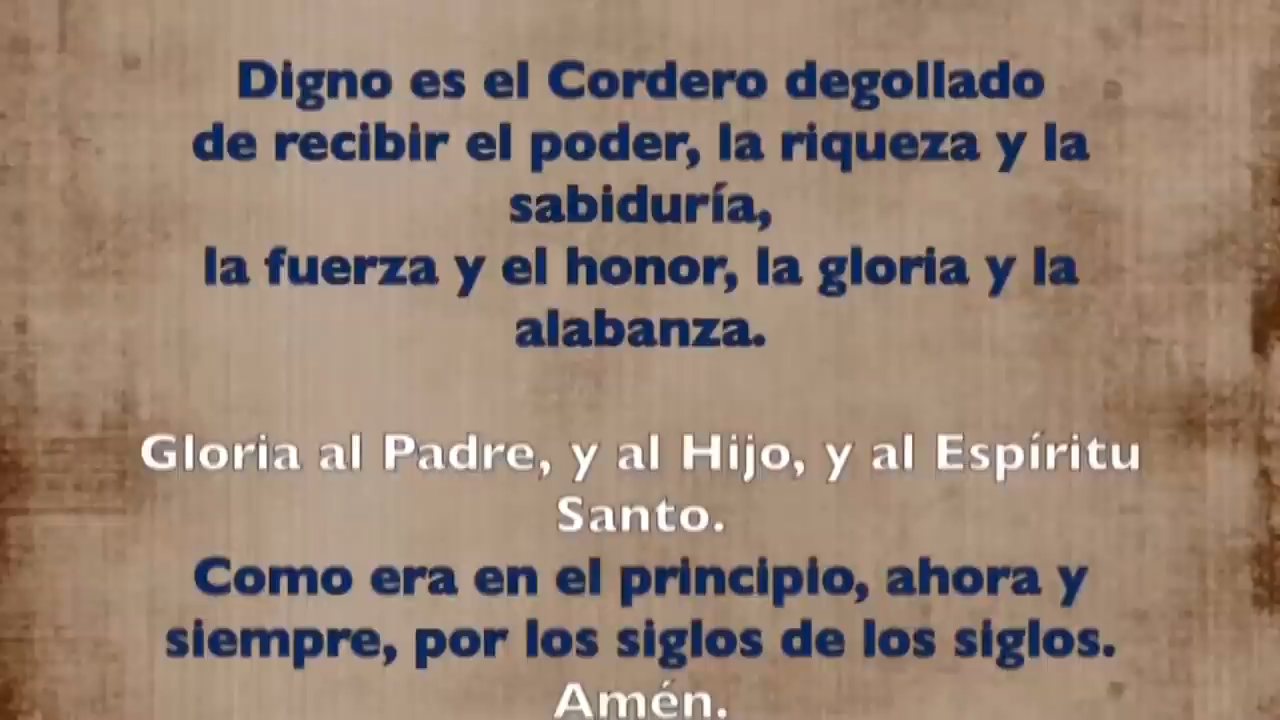 Digno es el Cordero degollado
de recibir el poder, la riqueza y la
sabiduría,
la fuerza y el honor, la gloria y la
alabanza.
Gloria al Padre, y al Hijo, y al Espíritu
Santo.
Como era en el principio, ahora y
siempre, por los siglos de los siglos.
Amén.